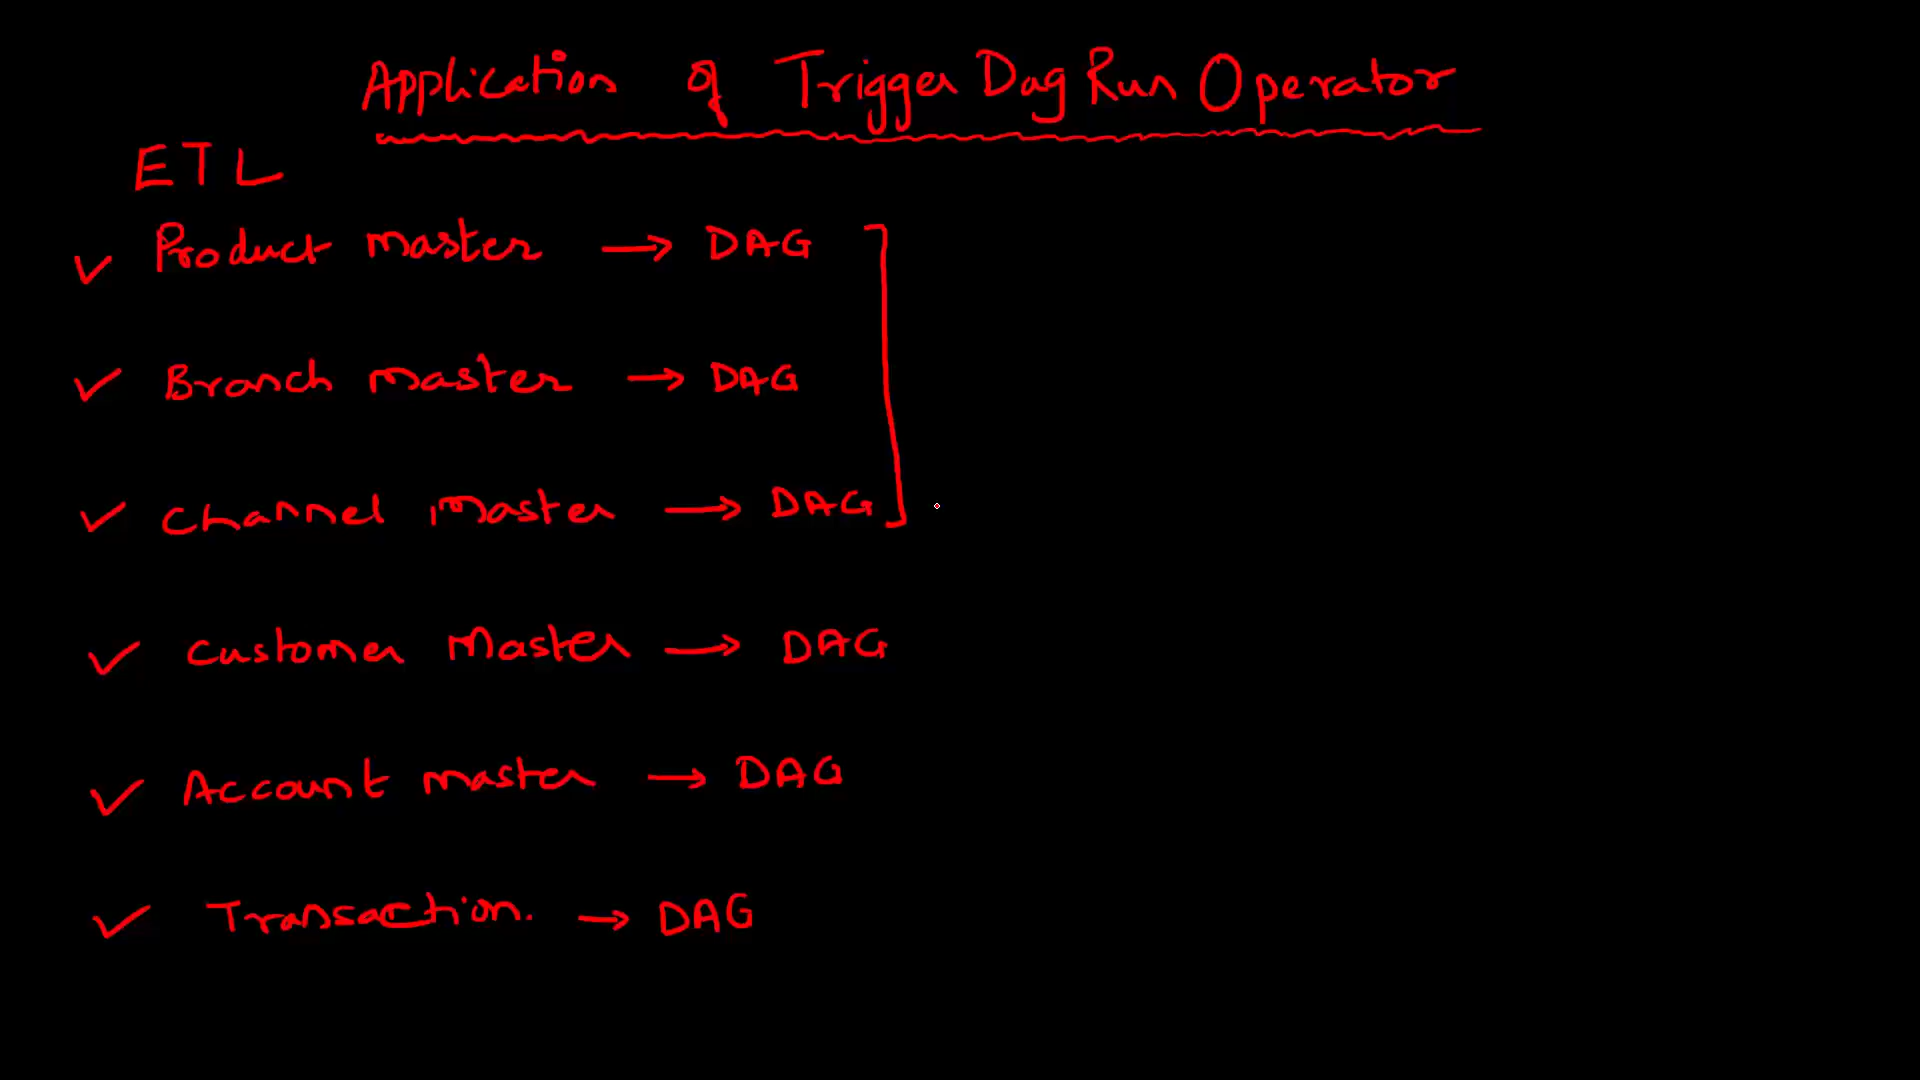 Application of Trigger Dag Run Operator
ETL
Product master → DAG
Branch master → DAG
Channel master → DAG
Customer Master → DAG
Account master → DAG
Transaction. → DAG